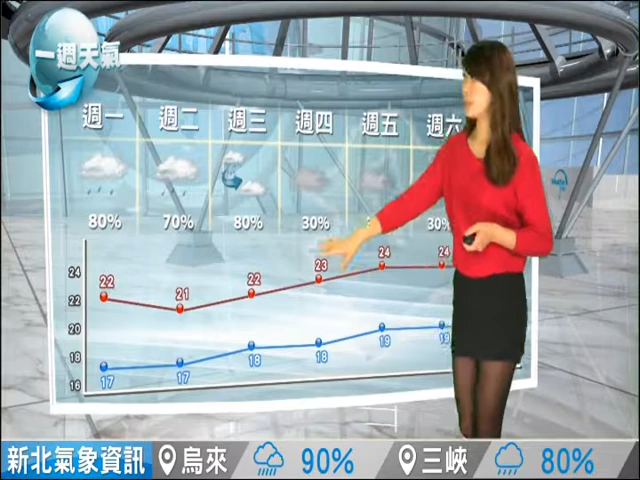 一週天氣
週一 週二 週三 週四 週五 週六
80% 70% 80% 30% 30%
24
22
20
18
16
22 21 22 23 24 24
17 17 18 18 19 19
新北氣象資訊 烏來 90% 三峽 80%